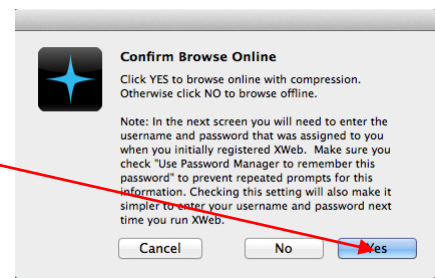 Confirm Browse Online
Click YES to browse online with compression.
Otherwise click NO to browse offline.
Note: In the next screen you will need to enter the
username and password that was assigned to you
when you initially registered XWeb.  Make sure you
check "Use Password Manager to remember this
password" to prevent repeated prompts for this
information. Checking this setting will also make it
simpler to enter your username and password next
time you run XWeb.
Cancel No Yes